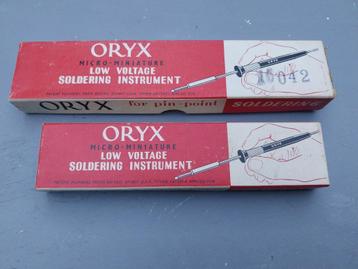 ORYX
MICRO-MINIATURE
LOW VOLTAGE
SOLDERING INSTRUMENT
ORYX
16042
ORYX for pin-point SOLDERING
ORYX
MICRO-MINIATURE
LOW VOLTAGE
SOLDERING INSTRUMENT